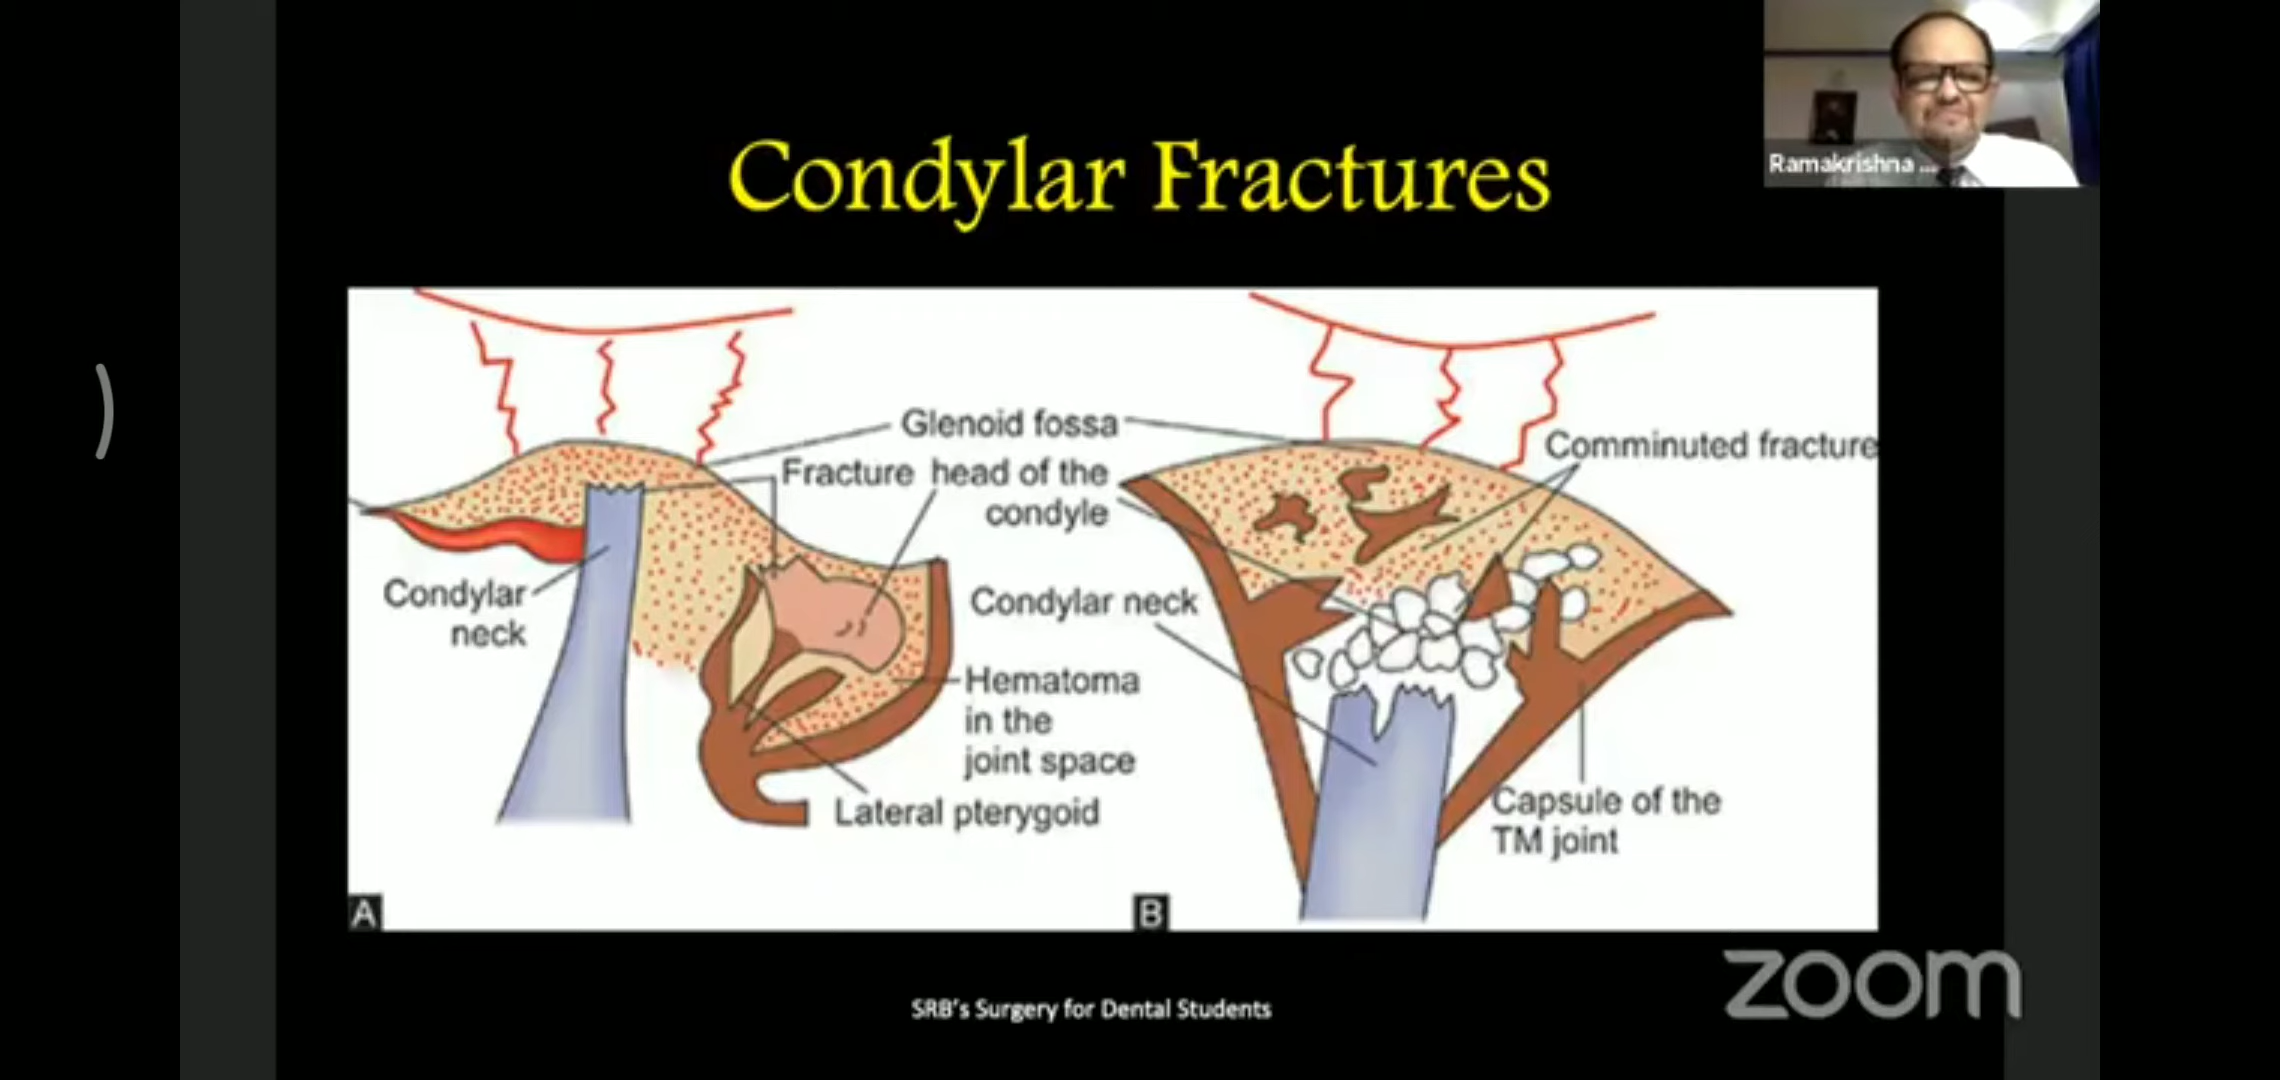 Ramakrishna ...
Condylar Fractures
Glenoid fossa
Fracture head of the
condyle
Condylar
neck
Hematoma
in the
joint space
Lateral pterygoid
A
Comminuted fracture
Condylar neck
Capsule of the
TM joint
B
zoom
SRB's Surgery for Dental Students